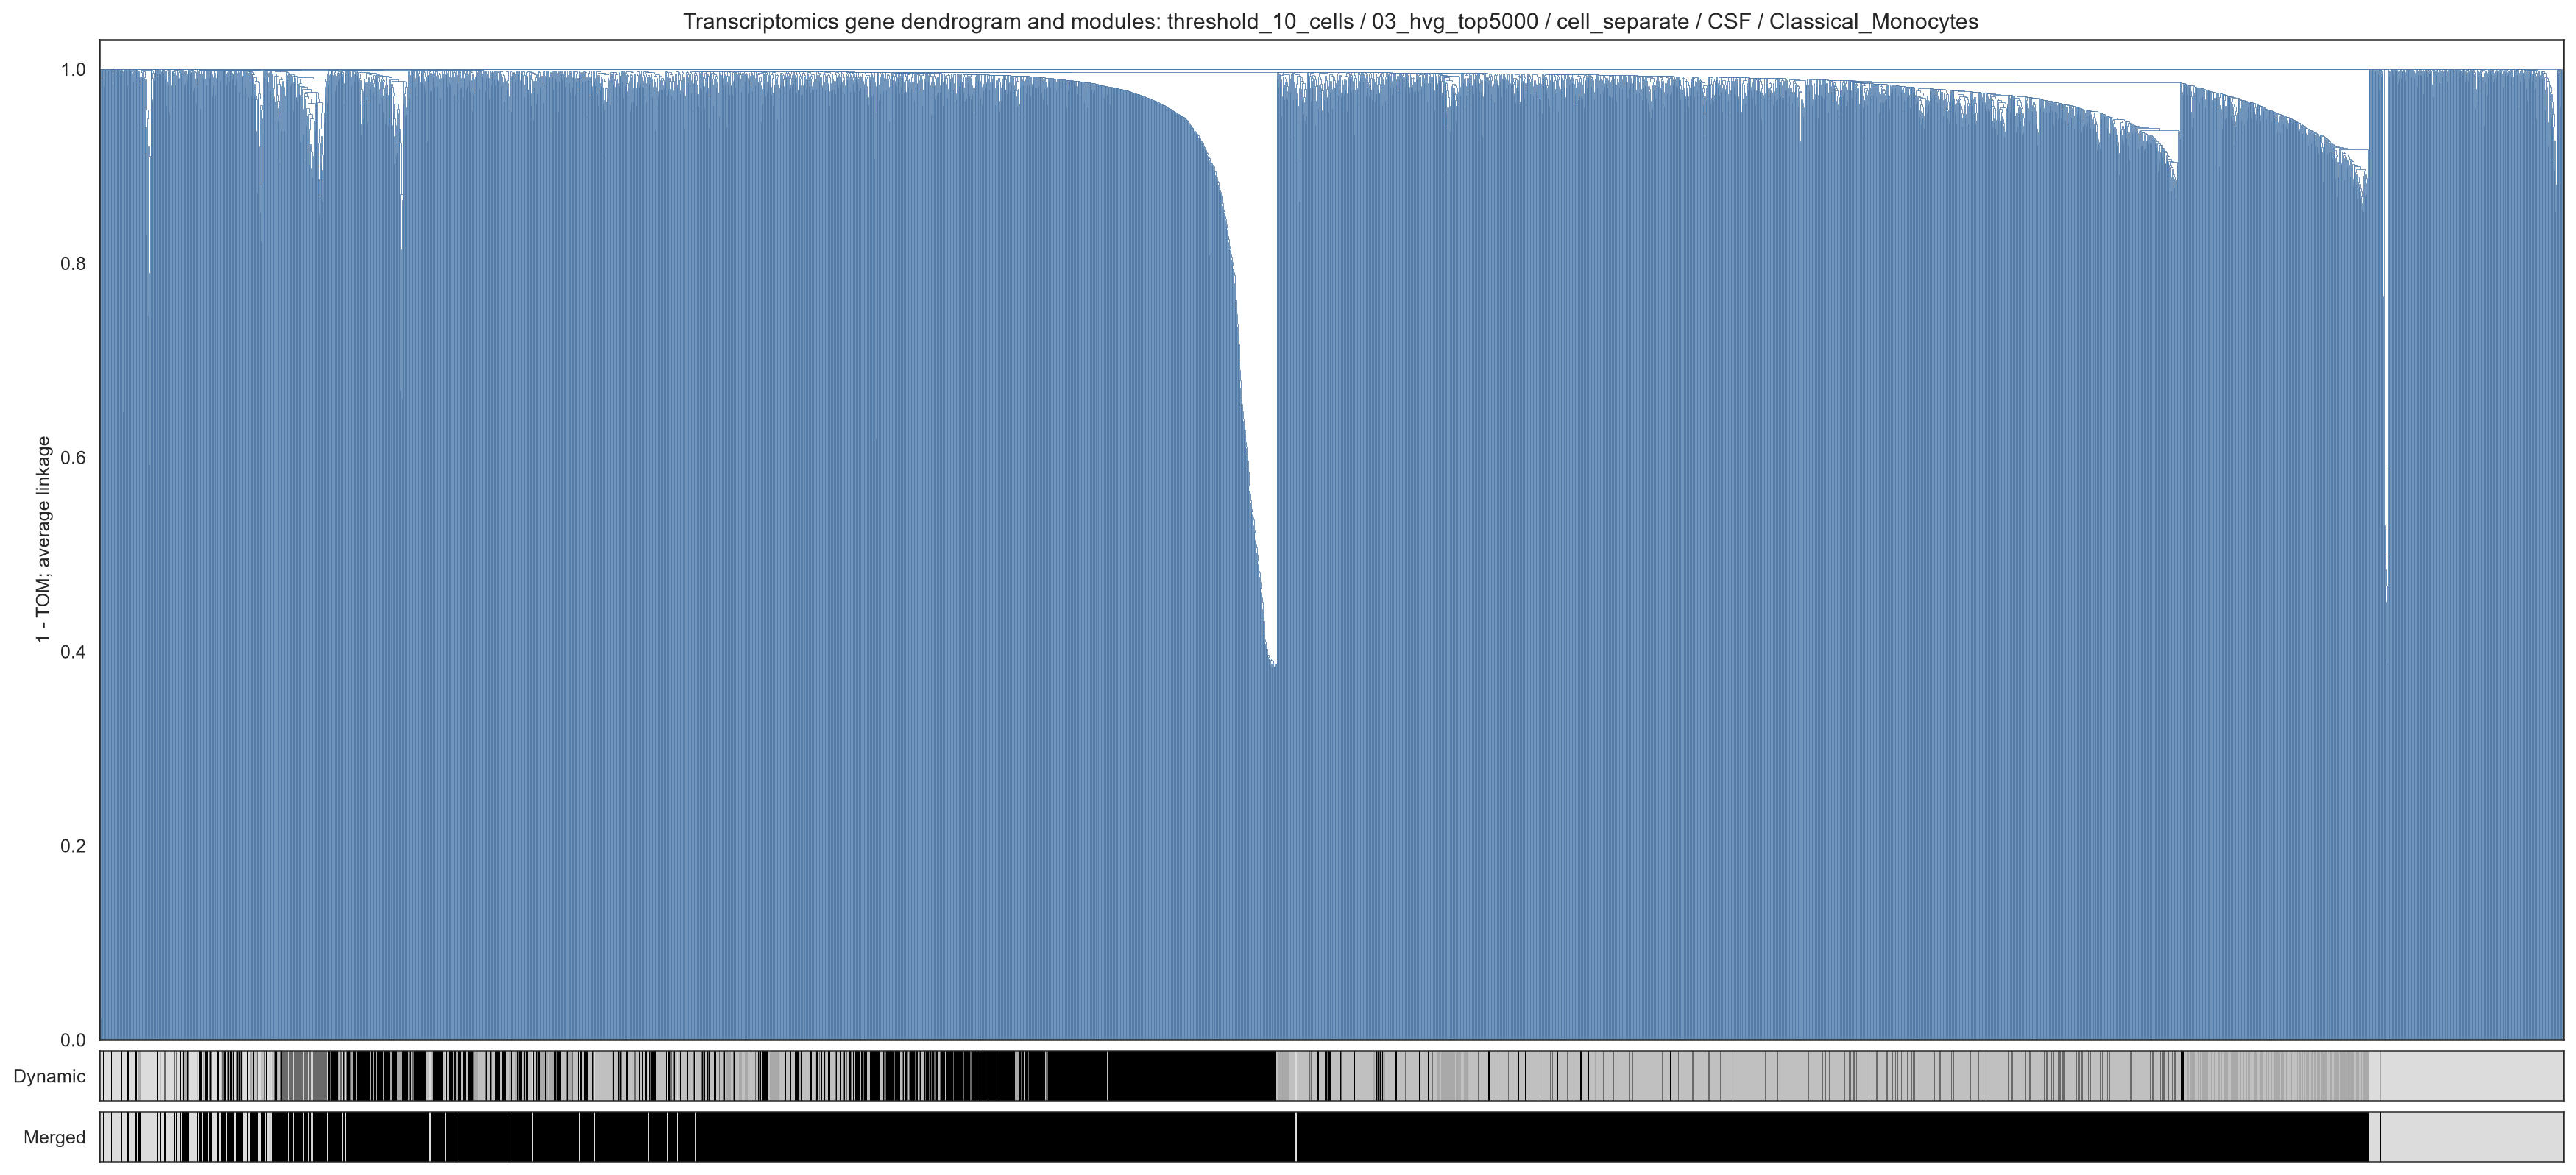 Transcriptomics gene dendrogram and modules: threshold_10_cells / 03_hvg_top5000 / cell_separate / CSF / Classical_Monocytes
1.0
0.8
0.6
0.4
0.2
0.0
1 - TOM; average linkage
Dynamic
Merged